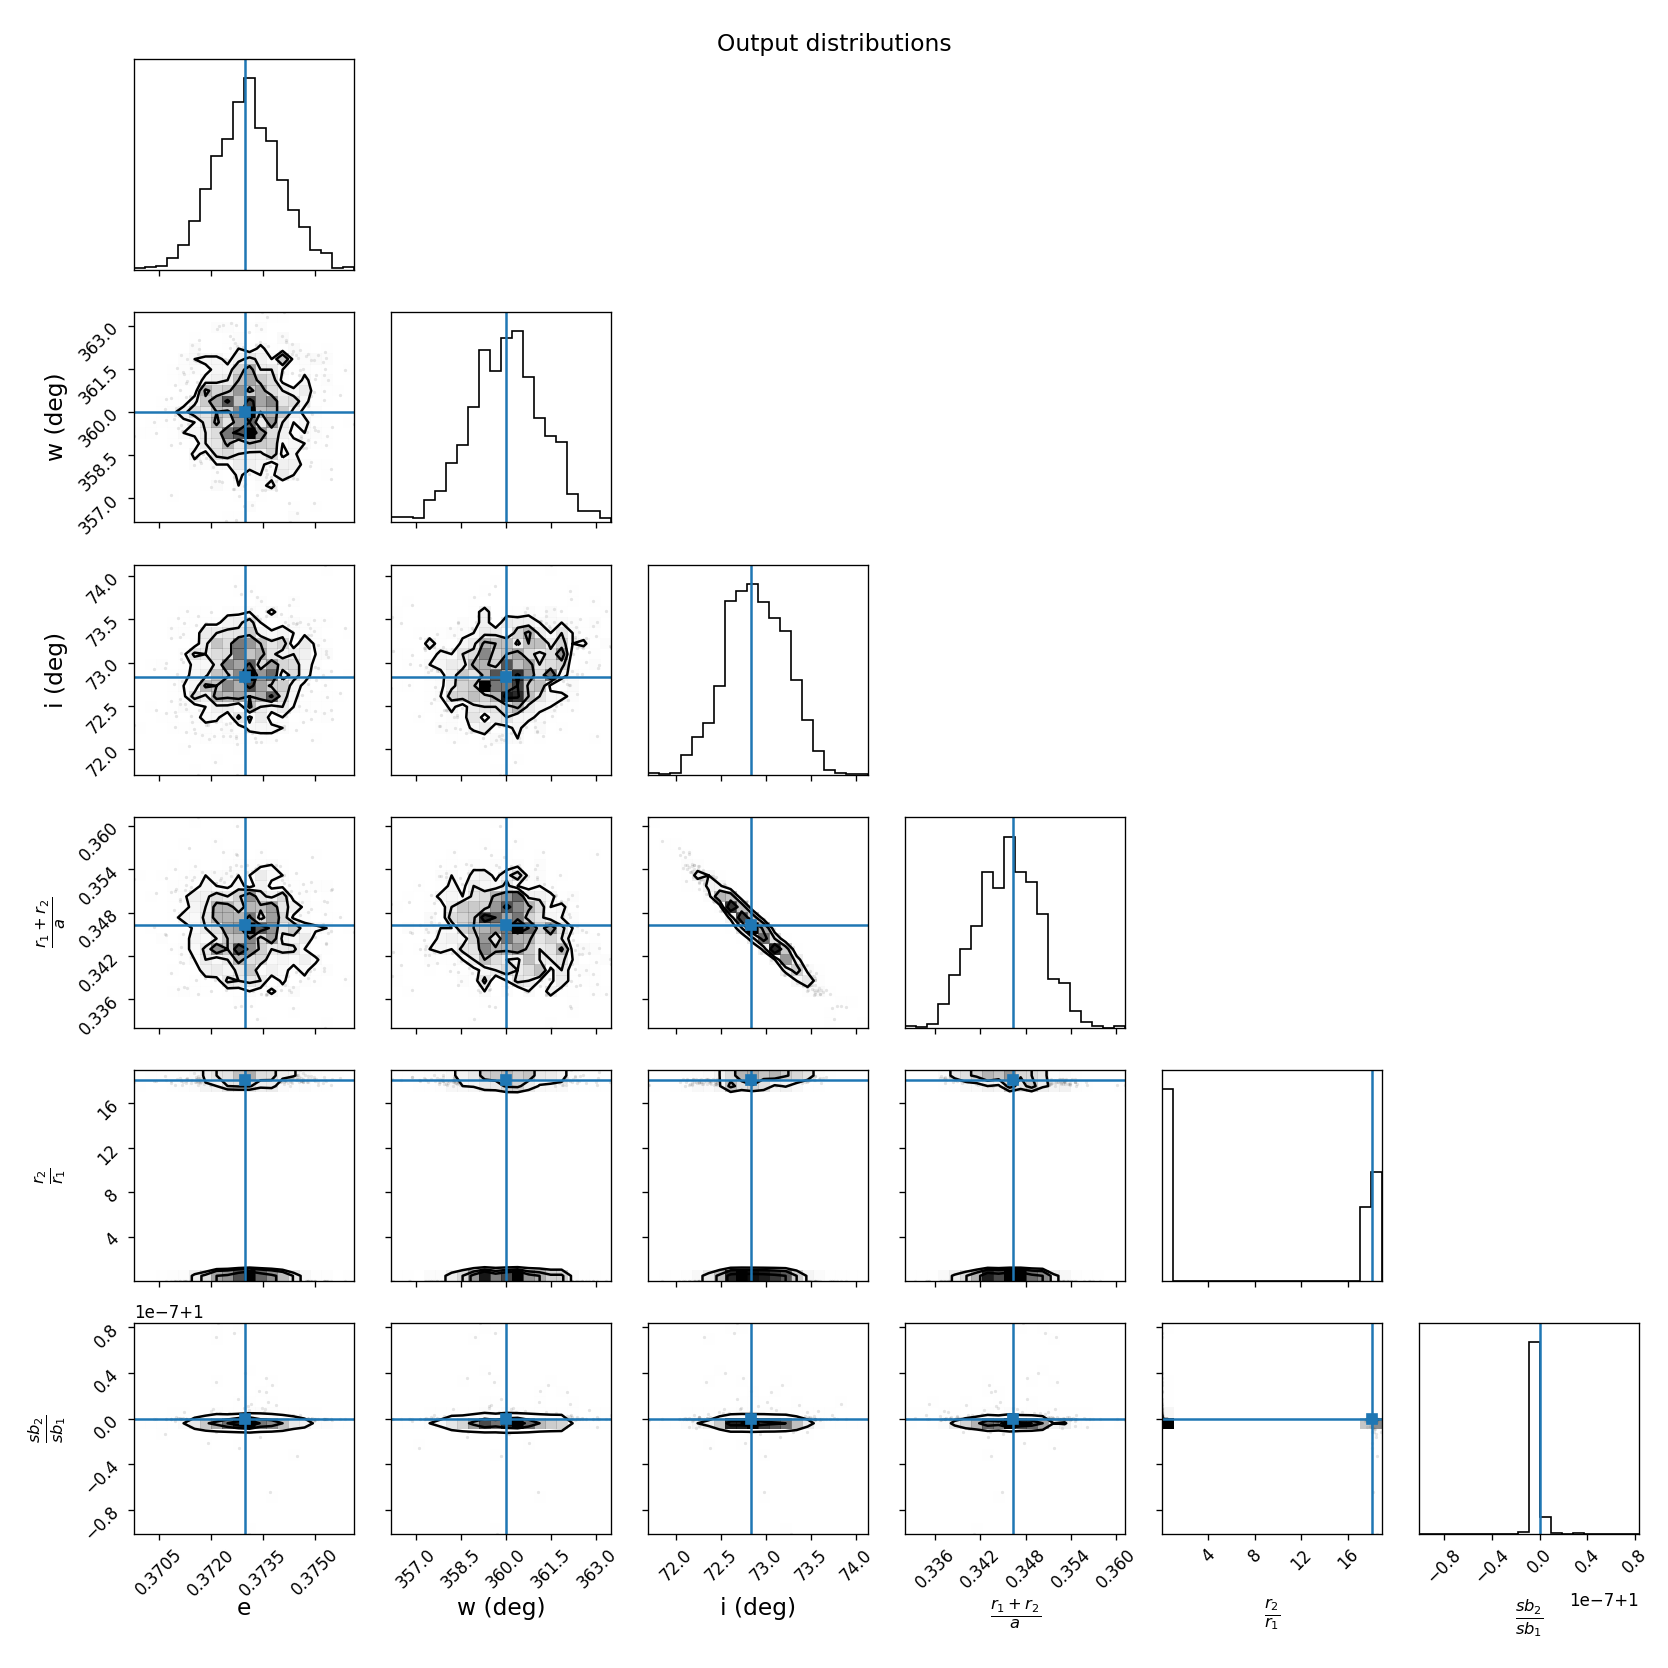 Output distributions
w (deg)
363.0
361.5
360.0
358.5
357.0
i (deg)
74.0
73.5
73.0
72.5
72.0
r1 + r2
a
0.360
0.354
0.348
0.342
0.336
r2
r1
16
12
8
4
1e−7+1
sb2
sb1
0.8
0.4
0.0
−0.4
−0.8
0.3705 0.3720 0.3735 0.3750
357.0 358.5 360.0 361.5 363.0
72.0 72.5 73.0 73.5 74.0
0.336 0.342 0.348 0.354 0.360
4 8 12 16
−0.8 −0.4 0.0 0.4 0.8
1e−7+1
e
w (deg)
i (deg)
r1 + r2
a
r2
r1
sb2
sb1